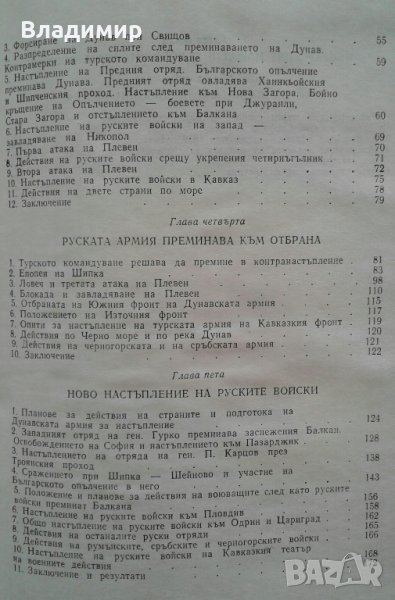 Владимир
3. Форсиране на Дунав Свищов 55
4. Разпределение на силите след преминаването на Дунав.
Контрамерки на турското командуване 59
5. Настъпление на Предния отряд. Българското опълчение
преминава Дунава. Предният отряд овладява Ханикьойския
и Шипченския проход. Настъпление към Нова Загора, Бойно
кръщение на Опълчението — боевете при Джуранли,
Стара Загора и отстъплението към Балкана 60
6. Настъпление на руските войски на запад —
завладяване на Никопол 69
7. Първа атака на Плевен 70
8. Действия на руските войски срещу укрепения четириъгълник 71
9. Втора атака на Плевен 72
10. Настъпление на руските войски в Кавказ 75
11. Действия на двете страни по море 78
12. Заключение 79
Глава четвърта
РУСКАТА АРМИЯ ПРЕМИНАВА КЪМ ОТБРАНА
1. Турското командуване решава да премине в контранастъпление 81
2. Епопея на Шипка 83
3. Ловеч и третата атака на Плевен 98
4. Блокада и завладяване на Плевен 110
5. Отбраната на Южния фронт на Дунавската армия 115
6. Положението на Източния фронт 117
7. Опити за настъпление на турската армия на Кавказкия фронт 119
8. Действия по Черно море и по река Дунав 120
9. Действия на черногорската и на сръбската армия 121
10. Заключение 122
Глава пета
НОВО НАСТЪПЛЕНИЕ НА РУСКИТЕ ВОЙСКИ
1. Планове за действия на страните и подготовка на
Дунавската армия за настъпление 124
2. Западният отряд на ген. Гурко преминава заснежения Балкан.
Освобождението на София и настъплението към Пазарджик 128
3. Настъплението на отряда на ген. П. Карцов през
Троянския проход 138
4. Сражението при Шипка — Шейново и участие на
Българското опълчение в него 143
5. Положение и планове за действия на воюващите след като руските
войски преминат Балкана 156
6. Настъпление на руските войски към Пловдив 158
7. Общо настъпление на руските войски към Одрин и Цариград 162
8. Действия на останалите руски отряди 165
9. Действия на румънските, сръбските и черногорските войски 166
10. Настъпление на руските войски на Кавказкия театър
на военните действия 168
11. Заключение и резултати
bazar